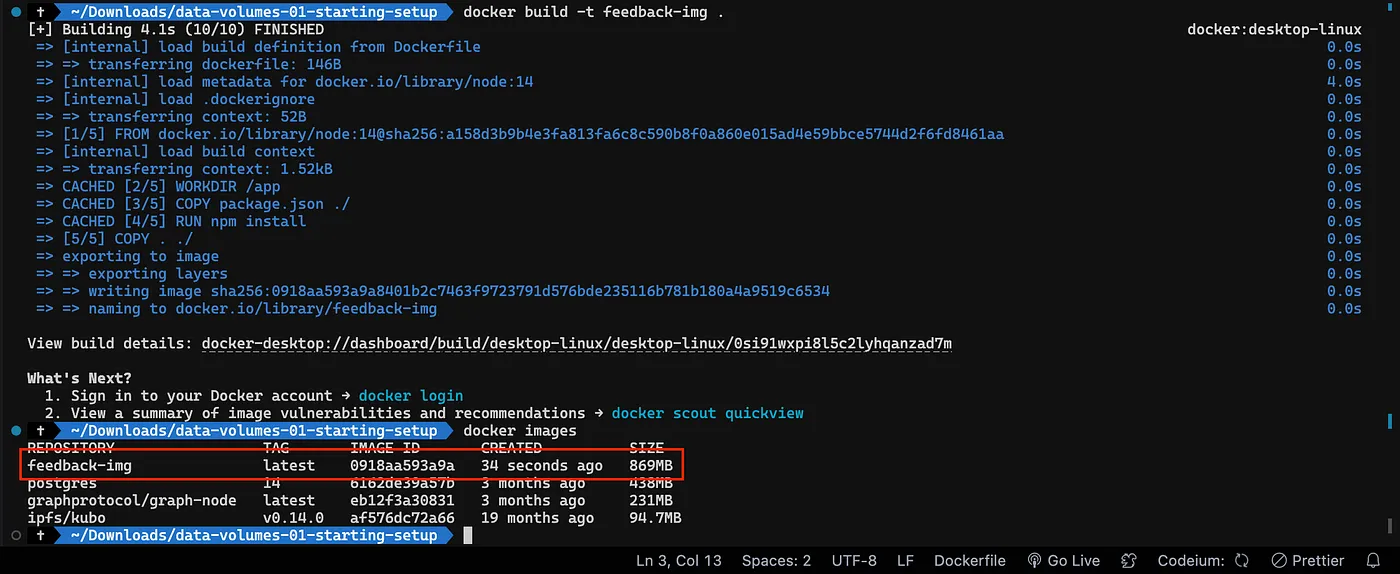 † ~/Downloads/data-volumes-01-starting-setup docker build -t feedback-img .
[+] Building 4.1s (10/10) FINISHED docker:desktop-linux
=> [internal] load build definition from Dockerfile 0.0s
=> => transferring dockerfile: 146B 0.0s
=> [internal] load metadata for docker.io/library/node:14 4.0s
=> [internal] load .dockerignore 0.0s
=> => transferring context: 52B 0.0s
=> [1/5] FROM docker.io/library/node:14@sha256:a158d3b9b4e3fa813fa6c8c590b8f0a860e015ad4e59bbce5744d2f6fd8461aa 0.0s
=> [internal] load build context 0.0s
=> => transferring context: 1.52kB 0.0s
=> CACHED [2/5] WORKDIR /app 0.0s
=> CACHED [3/5] COPY package.json ./ 0.0s
=> CACHED [4/5] RUN npm install 0.0s
=> [5/5] COPY . ./ 0.0s
=> exporting to image 0.0s
=> => exporting layers 0.0s
=> => writing image sha256:0918aa593a9a8401b2c7463f9723791d576bde235116b781b180a4a9519c6534 0.0s
=> => naming to docker.io/library/feedback-img 0.0s
View build details: docker-desktop://dashboard/build/desktop-linux/desktop-linux/0si91wxpi8l5c2lyhqanzad7m
What's Next?
1. Sign in to your Docker account → docker login
2. View a summary of image vulnerabilities and recommendations → docker scout quickview
† ~/Downloads/data-volumes-01-starting-setup docker images
REPOSITORY TAG IMAGE ID CREATED SIZE
feedback-img latest 0918aa593a9a 34 seconds ago 869MB
postgres 14 6162de39a57b 3 months ago 438MB
graphprotocol/graph-node latest eb12f3a30831 3 months ago 231MB
ipfs/kubo v0.14.0 af576dc72a66 19 months ago 94.7MB
† ~/Downloads/data-volumes-01-starting-setup
Ln 3, Col 13 Spaces: 2 UTF-8 LF Dockerfile Go Live Codeium: Prettier